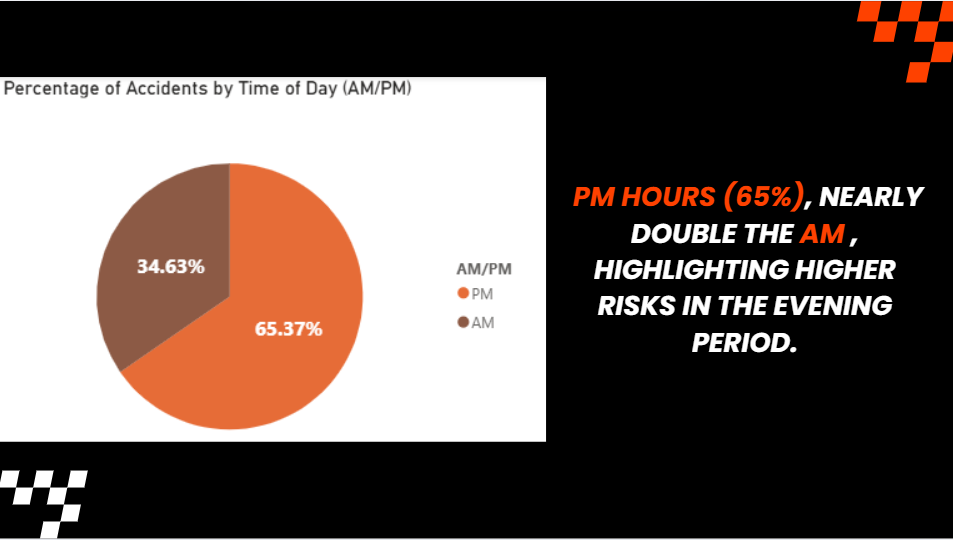 Percentage of Accidents by Time of Day (AM/PM)
34.63%
65.37%
AM/PM
PM
AM
PM HOURS (65%), NEARLY
DOUBLE THE AM ,
HIGHLIGHTING HIGHER
RISKS IN THE EVENING
PERIOD.